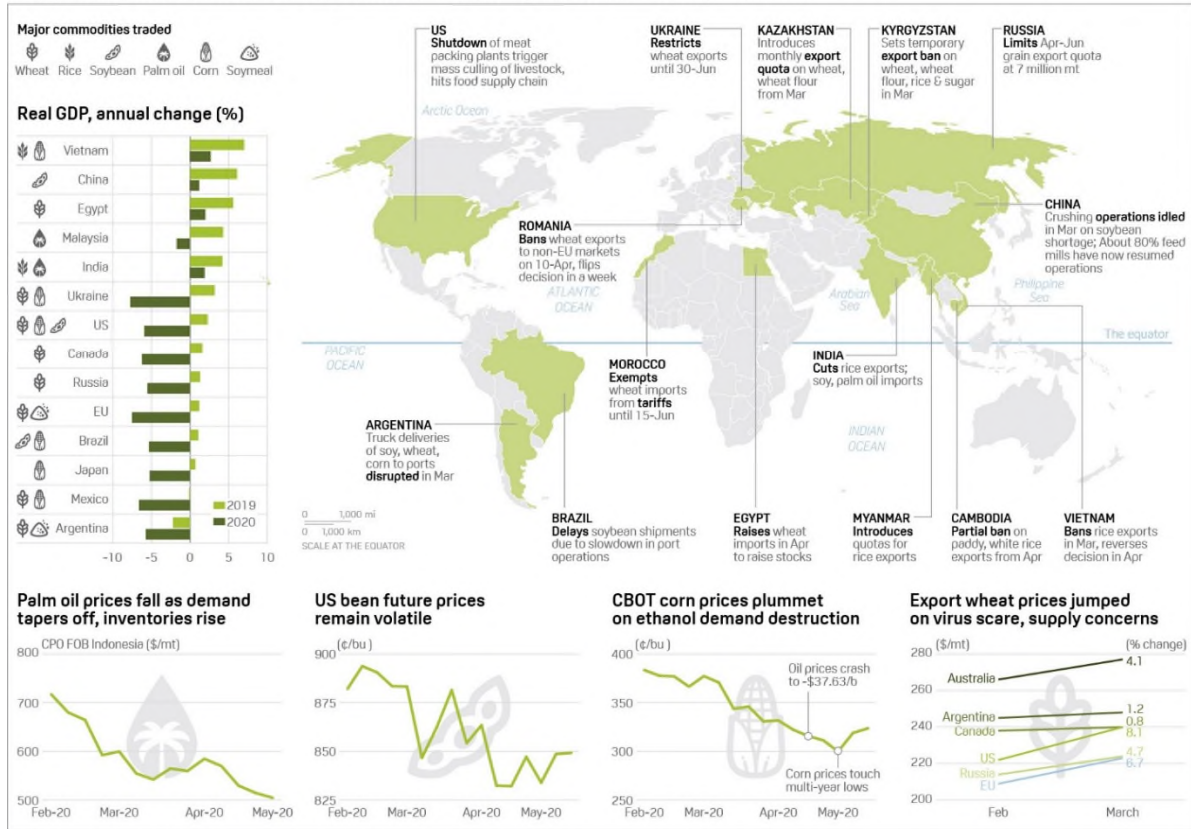 Major commodities traded
Wheat Rice Soybean Palm oil Corn Soymeal
Real GDP, annual change (%)
Vietnam
China
Egypt
Malaysia
India
Ukraine
US
Canada
Russia
EU
Brazil
Japan
Mexico
Argentina
2019
2020
-10 -5 0 5 10
US
Shutdown of meat
packing plants trigger
mass culling of livestock,
hits food supply chain
UKRAINE
Restricts
wheat exports
until 30-Jun
KAZAKHSTAN
Introduces
monthly export
quota on wheat,
wheat flour
from Mar
KYRGYZSTAN
Sets temporary
export ban on
wheat, wheat
flour, rice & sugar
in Mar
RUSSIA
Limits Apr-Jun
grain export quota
at 7 million mt
Arctic Ocean
ROMANIA
Bans wheat exports
to non-EU markets
on 10-Apr, flips
decision in a week
CHINA
Crushing operations idled
in Mar on soybean
shortage; About 80% feed
mills have now resumed
operations
ATLANTIC
OCEAN
Arabian
Sea
Philippine
Sea
The equator
PACIFIC
OCEAN
MOROCCO
Exempts
wheat imports
from tariffs
until 15-Jun
INDIA
Cuts rice exports;
soy, palm oil imports
INDIAN
OCEAN
ARGENTINA
Truck deliveries
of soy, wheat,
corn to ports
disrupted in Mar
0 1,000 mi
0 1,000 km
SCALE AT THE EQUATOR
BRAZIL
Delays soybean shipments
due to slowdown in port
operations
EGYPT
Raises wheat
imports in Apr
to raise stocks
MYANMAR
Introduces
quotas for
rice exports
CAMBODIA
Partial ban on
paddy, white rice
exports from Apr
VIETNAM
Bans rice exports
in Mar, reverses
decision in Apr
Palm oil prices fall as demand
tapers off, inventories rise
CPO FOB Indonesia ($/mt)
800
700
600
500
Feb-20 Mar-20 Apr-20 May-20
US bean future prices
remain volatile
(¢/bu)
900
875
850
825
Feb-20 Mar-20 Apr-20 May-20
CBOT corn prices plummet
on ethanol demand destruction
(¢/bu)
400
350
300
250
Oil prices crash
to -$37.63/b
Corn prices touch
multi-year lows
Feb-20 Mar-20 Apr-20 May-20
Export wheat prices jumped
on virus scare, supply concerns
($/mt) (% change)
280
260
240
220
200
Australia 4.1
Argentina 1.2
Canada 0.8
US 8.1
Russia 4.7
EU 6.7
Feb March